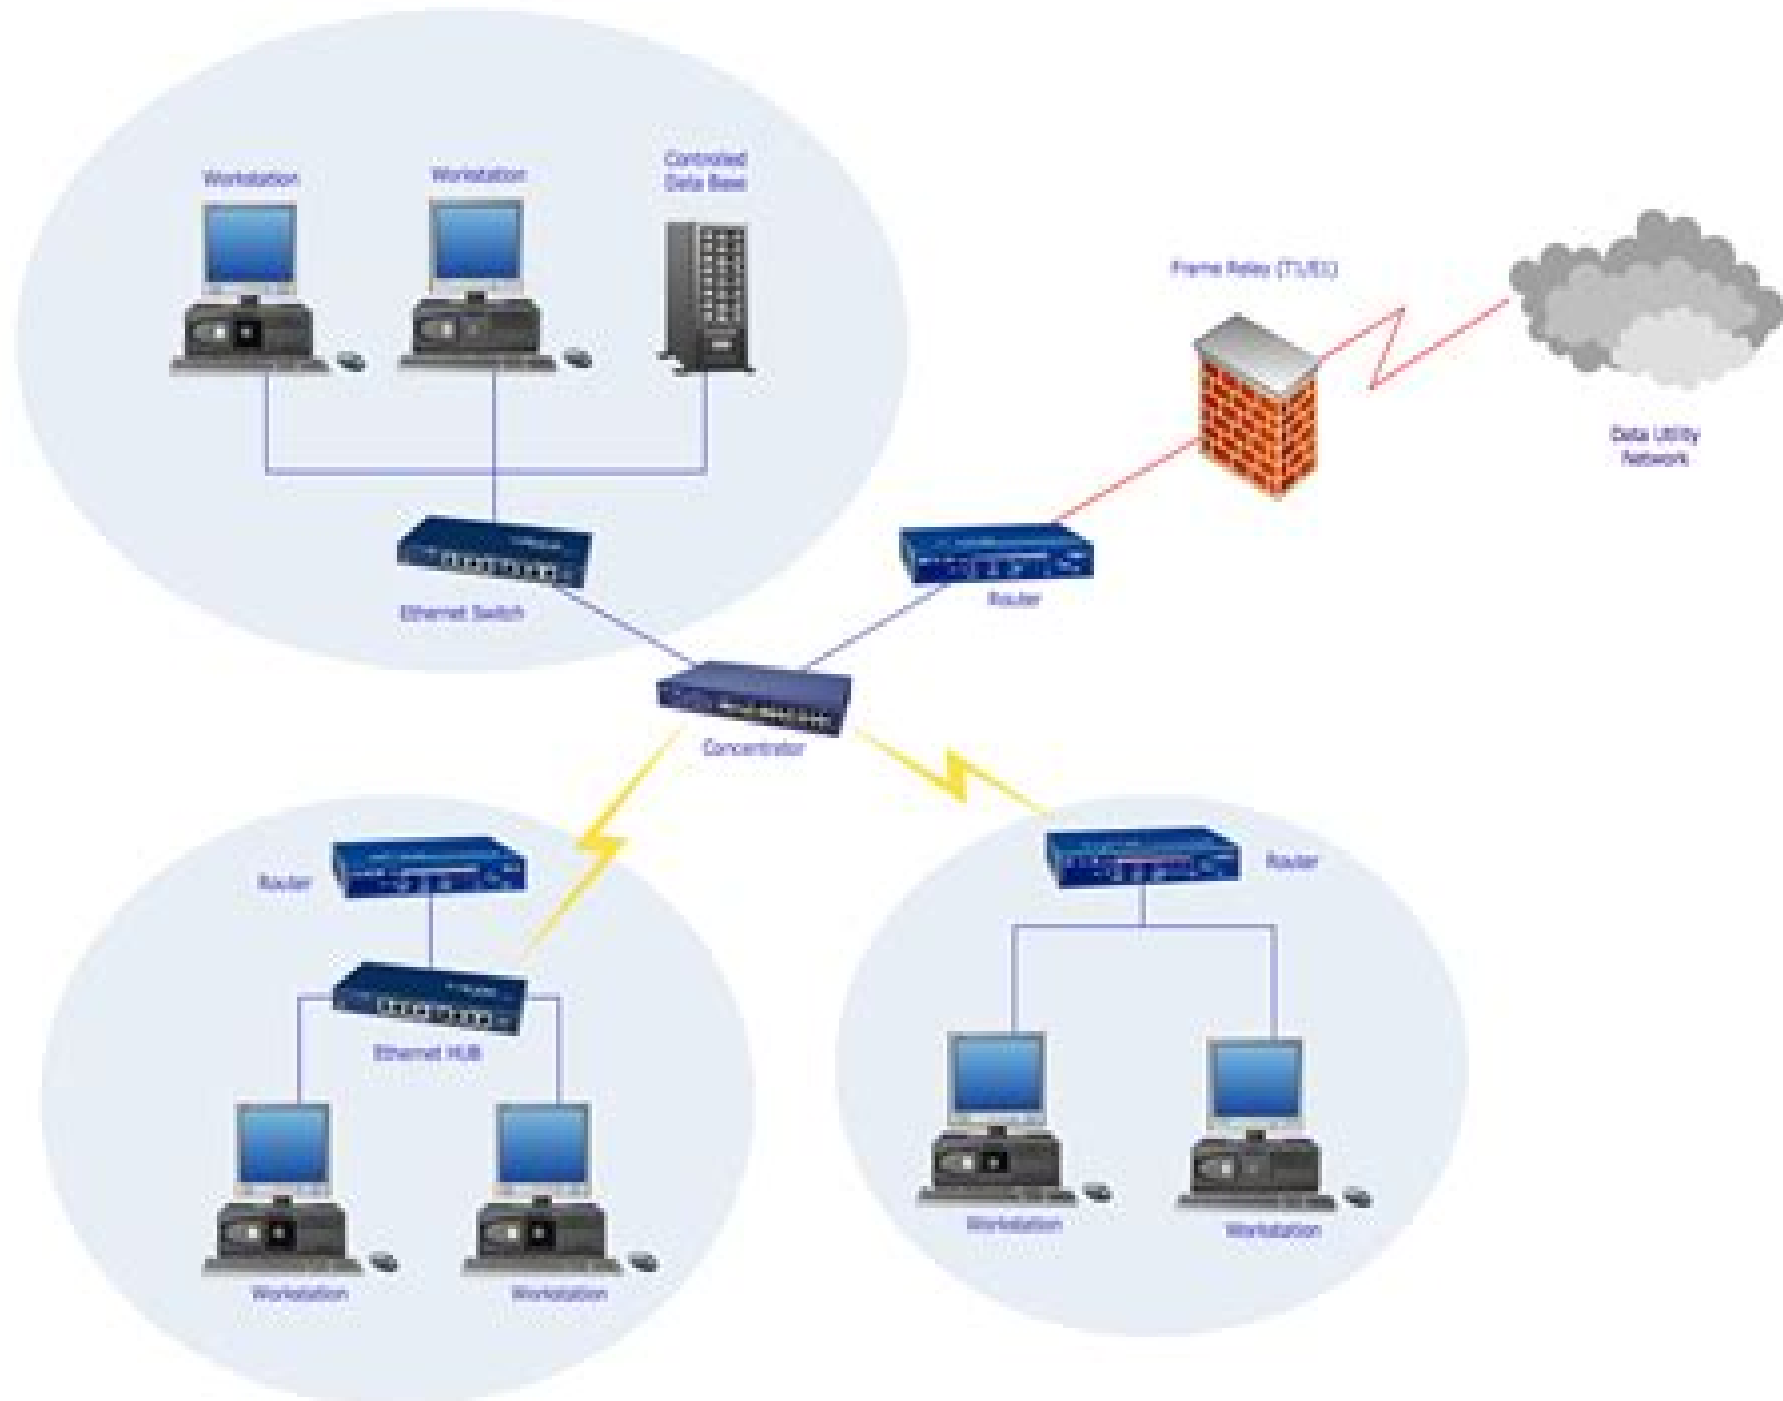 Workstation
Workstation
Controlled
Data Base
Frame Relay (T1/E1)
Data Utility
Network
Ethernet Switch
Router
Concentrator
Router
Router
Ethernet HUB
Workstation
Workstation
Workstation
Workstation